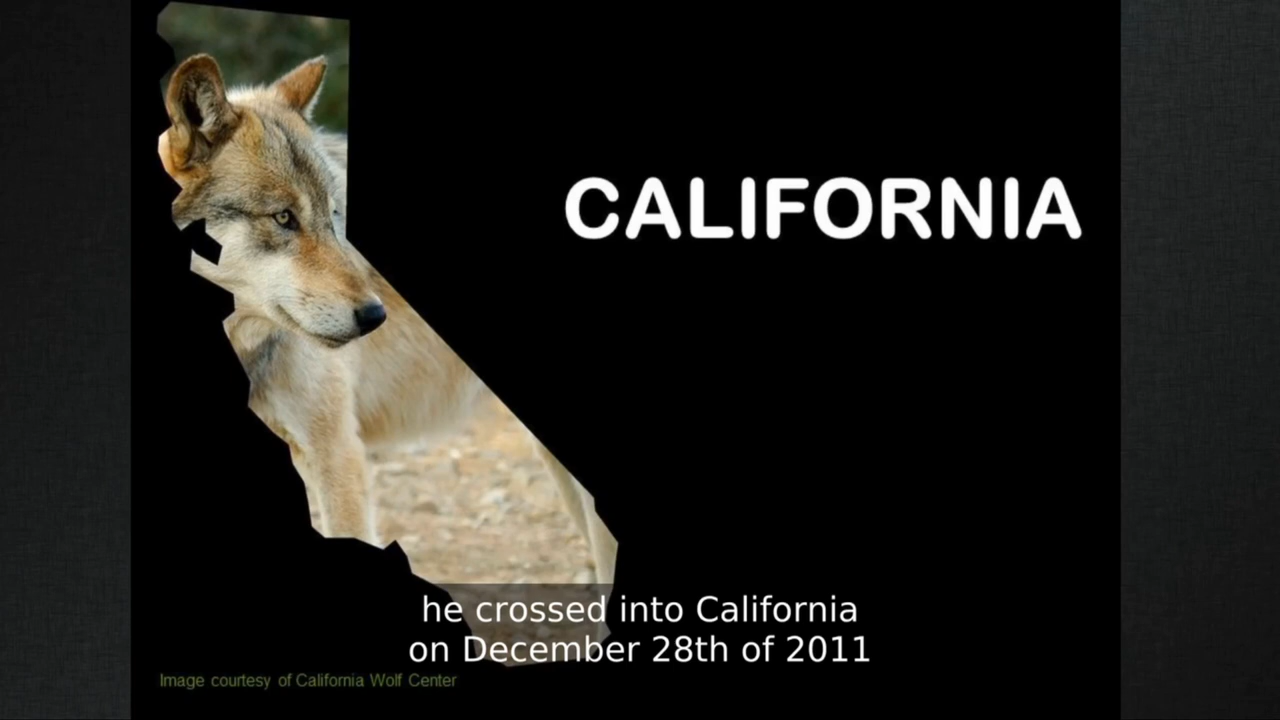 CALIFORNIA
he crossed into California
on December 28th of 2011
Image courtesy of California Wolf Center